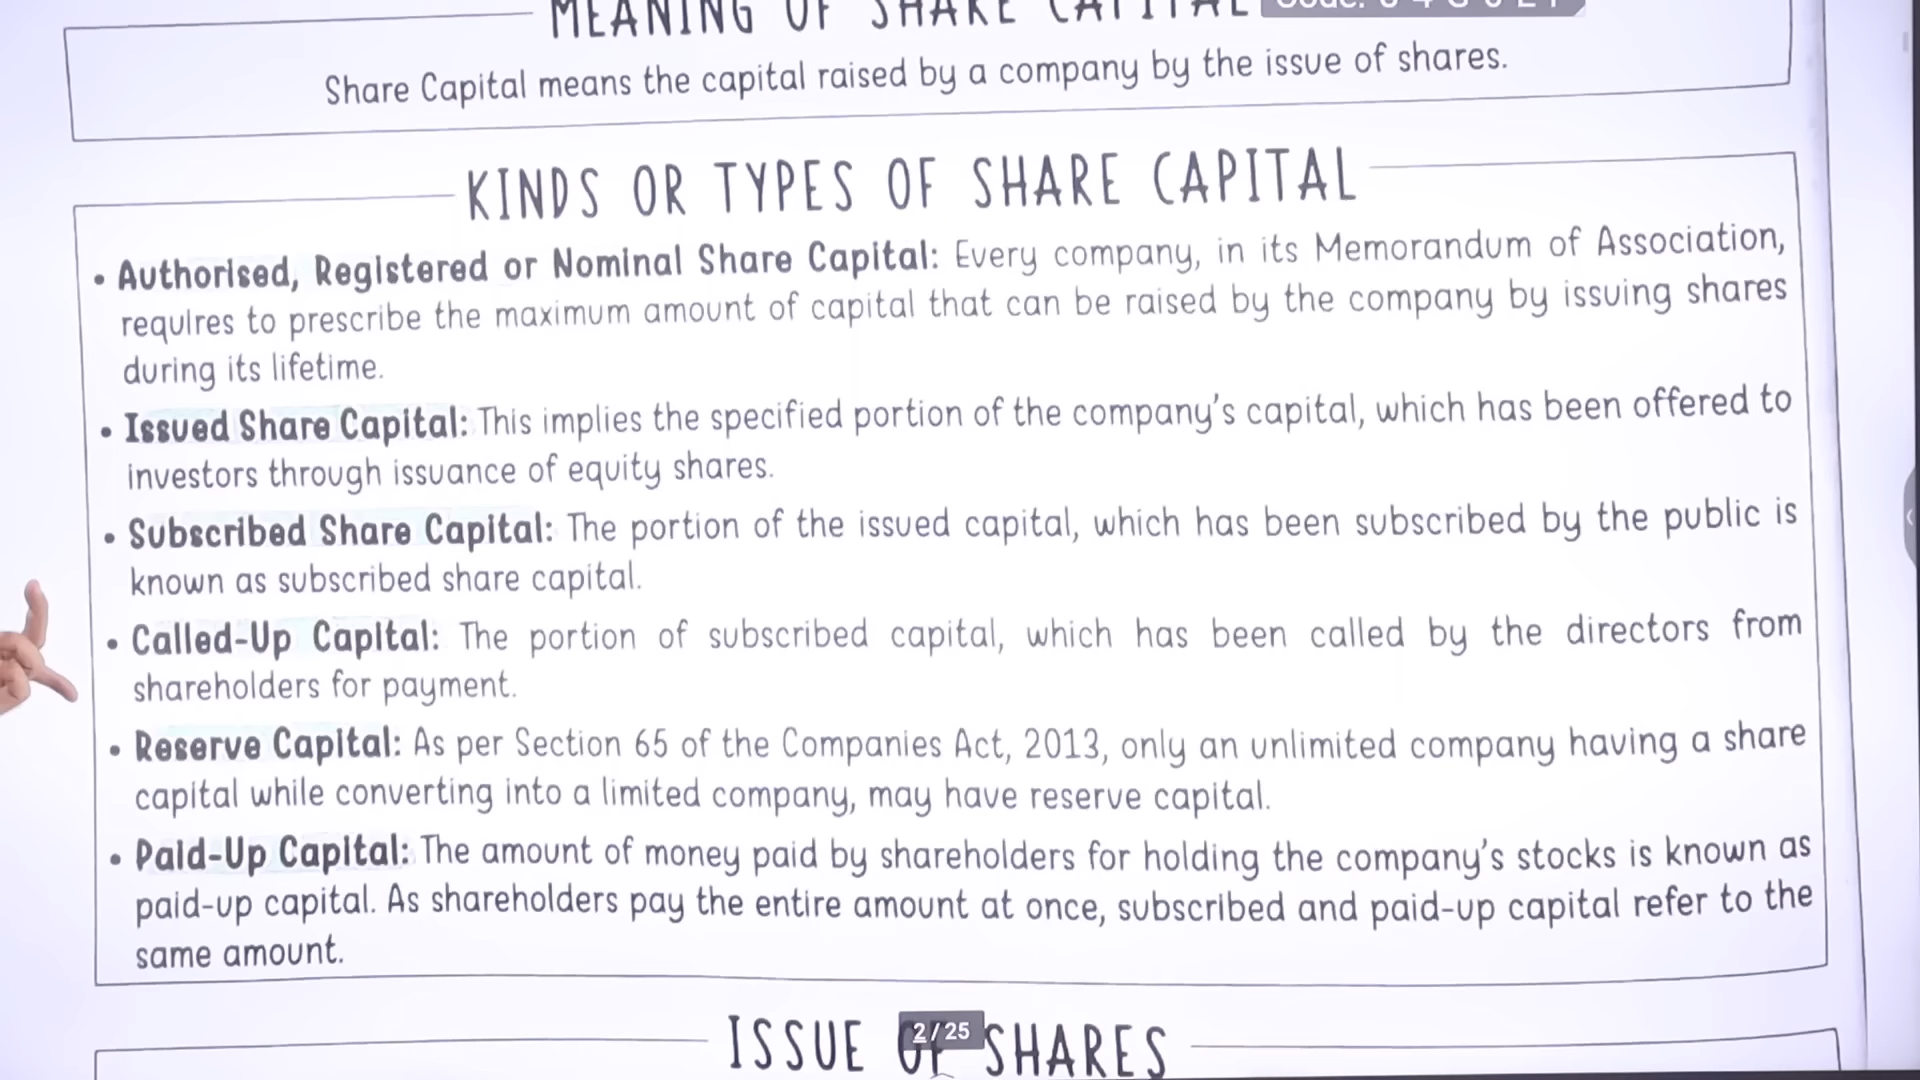 MEANING OF SHARE CAPITAL
Share Capital means the capital raised by a company by the issue of shares.
KINDS OR TYPES OF SHARE CAPITAL
• Authorised, Registered or Nominal Share Capital: Every company, in its Memorandum of Association,
requires to prescribe the maximum amount of capital that can be raised by the company by issuing shares
during its lifetime.
• Issued Share Capital: This implies the specified portion of the company's capital, which has been offered to
investors through issuance of equity shares.
• Subscribed Share Capital: The portion of the issued capital, which has been subscribed by the public is
known as subscribed share capital.
• Called-Up Capital: The portion of subscribed capital, which has been called by the directors from
shareholders for payment.
• Reserve Capital: As per Section 65 of the Companies Act, 2013, only an unlimited company having a share
capital while converting into a limited company, may have reserve capital.
• Paid-Up Capital: The amount of money paid by shareholders for holding the company's stocks is known as
paid-up capital. As shareholders pay the entire amount at once, subscribed and paid-up capital refer to the
same amount.
ISSUE OF SHARES
2/25